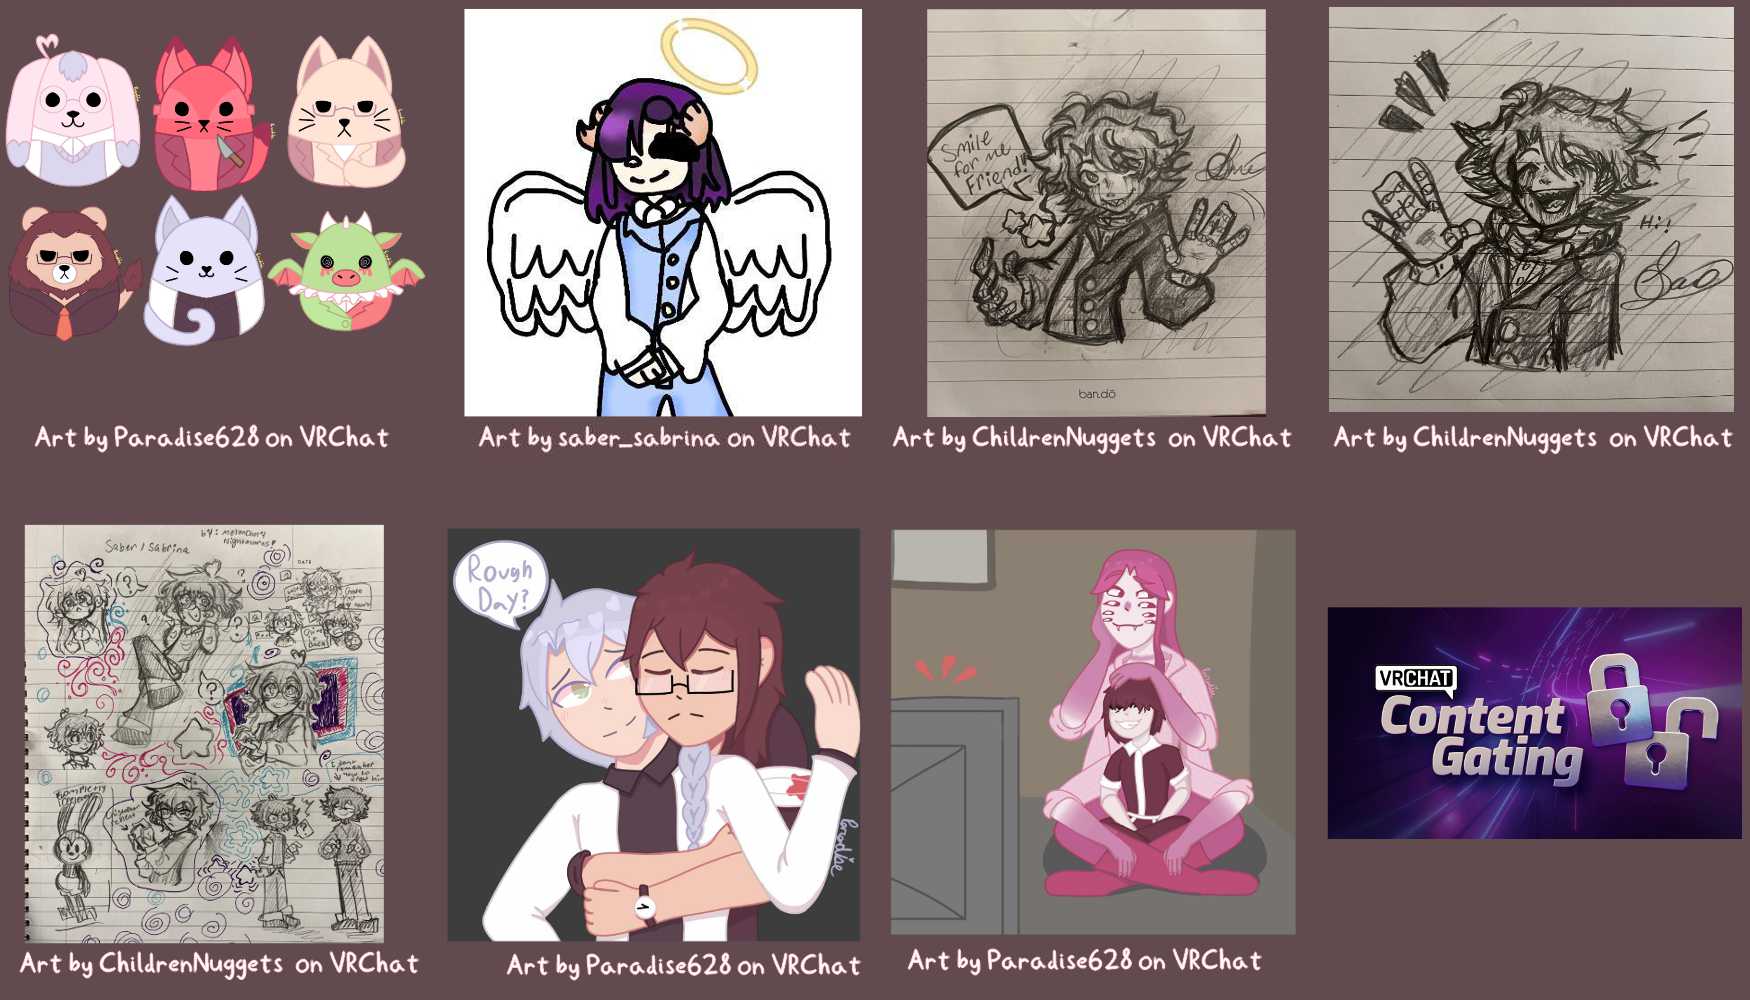 Smile
for me
Friend!
ban.dō
Hi!
Art by Paradise628 on VRChat
Art by saber_sabrina on VRChat
Art by ChildrenNuggets on VRChat
Art by ChildrenNuggets on VRChat
Saber / Sabrina
by:
?
?
?
Rough
Day?
VRCHAT
Content
Gating
Art by ChildrenNuggets on VRChat
Art by Paradise628 on VRChat
Art by Paradise628 on VRChat